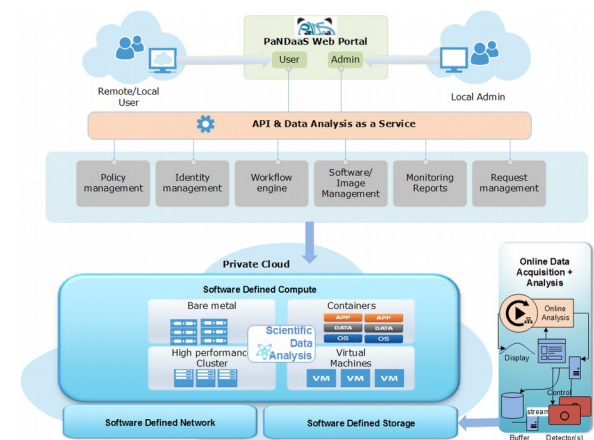 PaNDaaS Web Portal
User
Admin
Remote/Local
User
Local Admin
API & Data Analysis as a Service
Policy
management
Identity
management
Workflow
engine
Software/
Image
Management
Monitoring
Reports
Request
management
Private Cloud
Software Defined Compute
Bare metal
Containers
APP
APP
DATA
DATA
OS
OS
Scientific
Data
Analysis
High performance
Cluster
Virtual
Machines
VM
VM
VM
Software Defined Network
Software Defined Storage
Online Data
Acquisition +
Analysis
Online
Analysis
Display
Control
stream
Buffer
Detector(s)